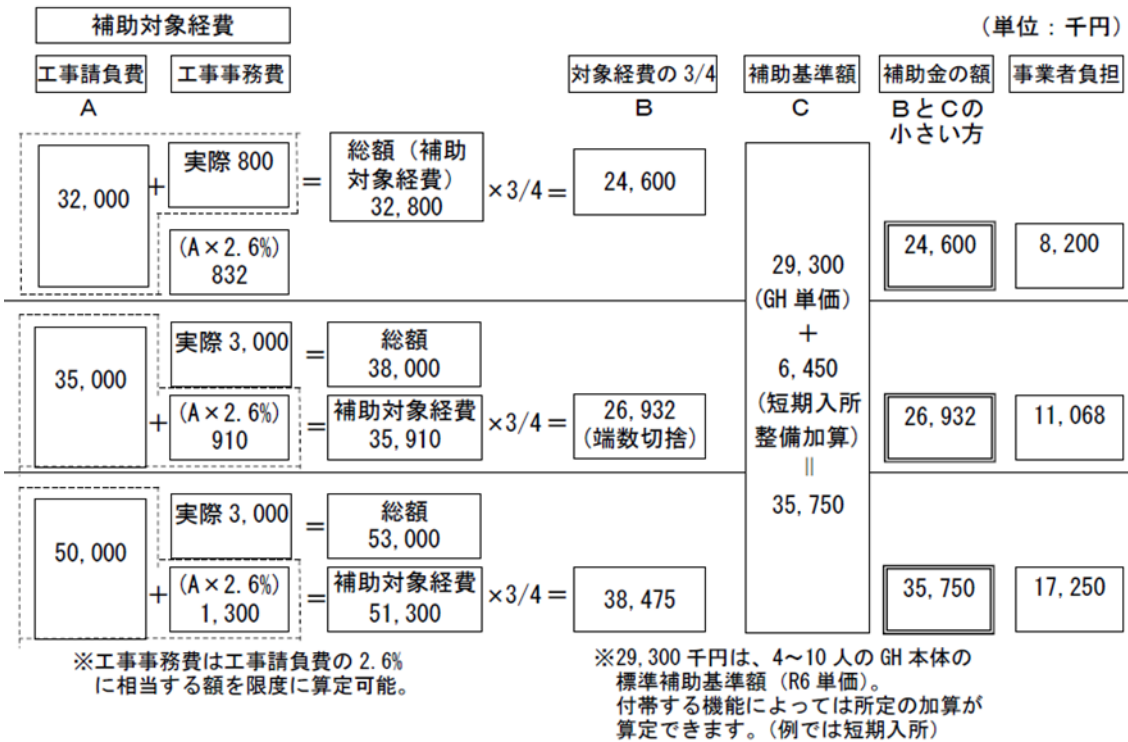 補助対象経費
(単位：千円)
工事請負費 工事事務費 対象経費の 3/4 補助基準額 補助金の額 事業者負担
A B C BとCの
小さい方
32,000
+
実際 800
=
総額（補助
対象経費）
32,800
×3/4＝
24,600
(A×2.6%)
832
24,600
8,200
35,000
実際 3,000
=
総額
38,000
+
(A×2.6%)
910
=
補助対象経費
35,910
×3/4＝
26,932
(端数切捨)
26,932
11,068
50,000
実際 3,000
=
総額
53,000
+
(A×2.6%)
1,300
=
補助対象経費
51,300
×3/4＝
38,475
35,750
17,250
29,300
(GH 単価)
+
6,450
(短期入所
整備加算)
||
35,750
※工事事務費は工事請負費の 2.6%
に相当する額を限度に算定可能。
※29,300 千円は、4～10 人の GH 本体の
標準補助基準額（R6 単価）。
付帯する機能によっては所定の加算が
算定できます。（例では短期入所）